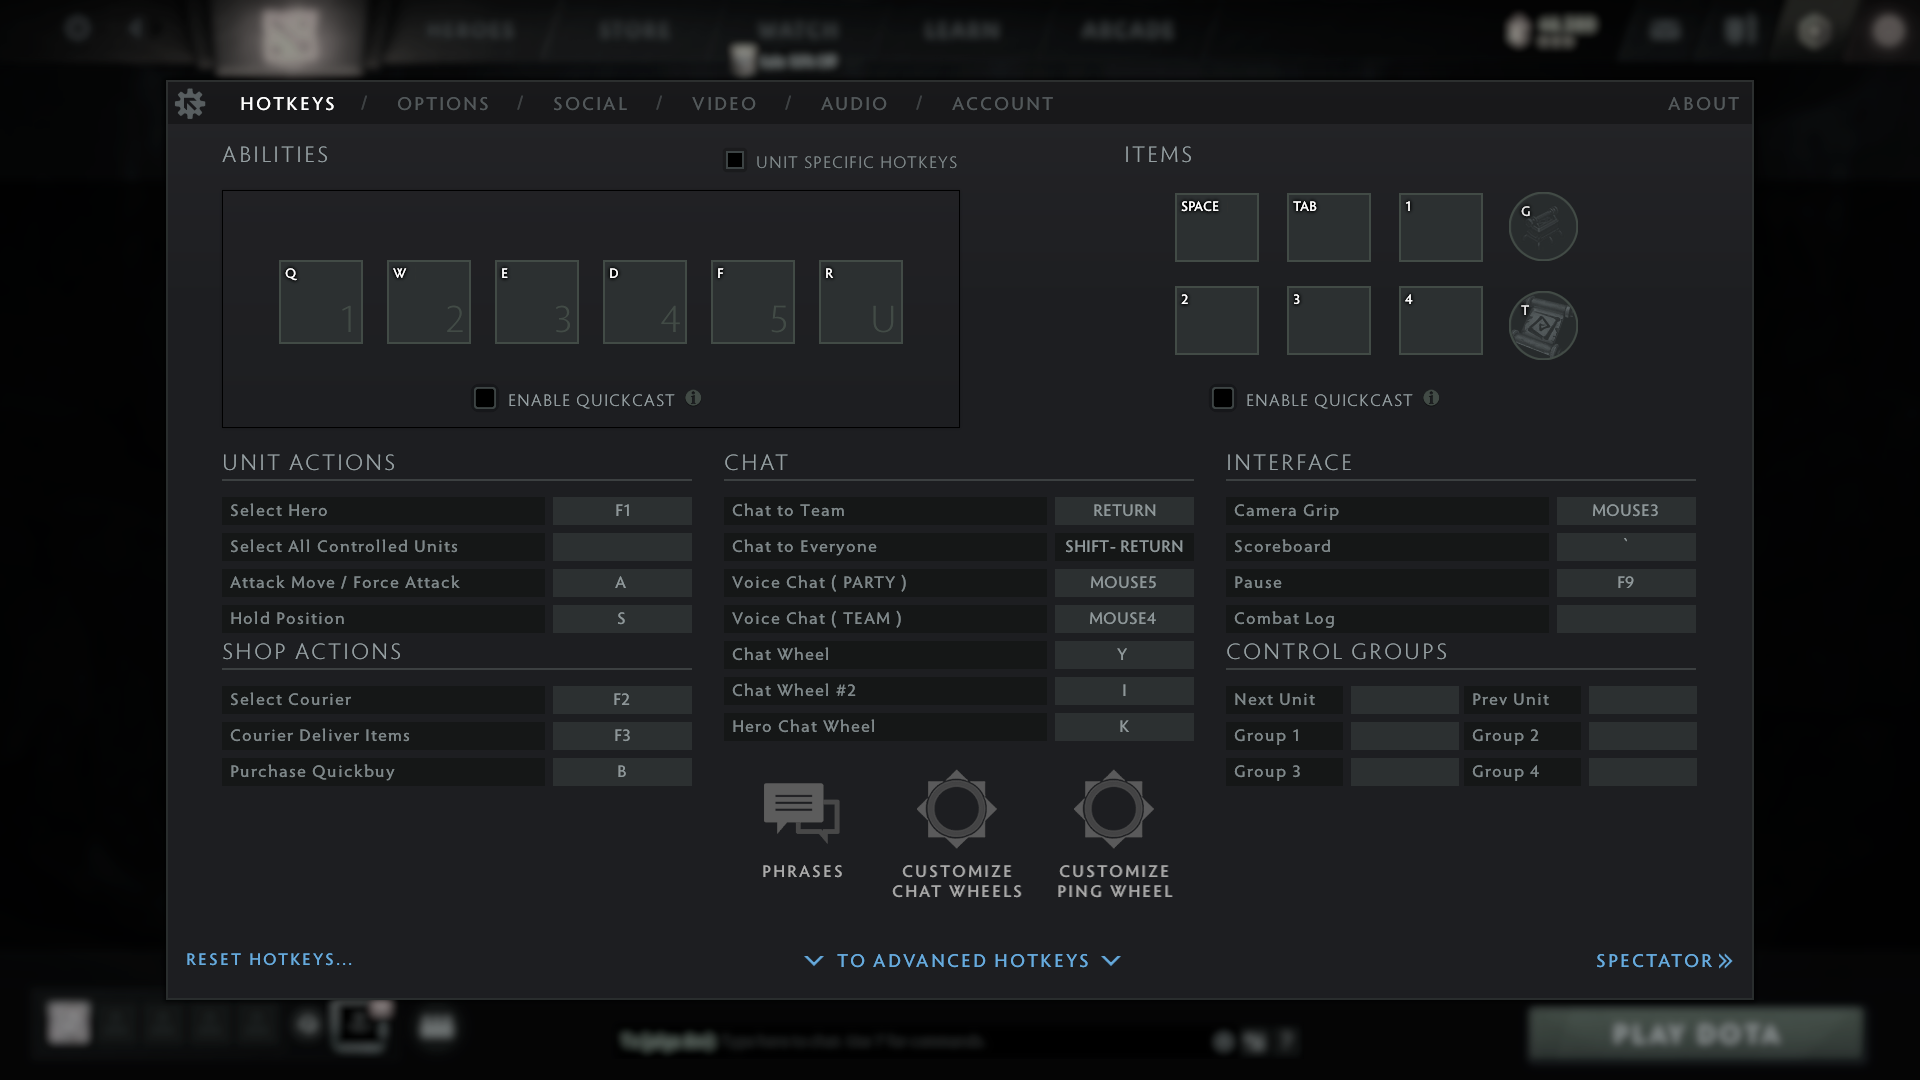 HEROES
STORE
WATCH
LEARN
ARCADE
HOTKEYS / OPTIONS / SOCIAL / VIDEO / AUDIO / ACCOUNT
ABOUT
ABILITIES
UNIT SPECIFIC HOTKEYS
Q 1
W 2
E 3
D 4
F 5
R U
ENABLE QUICKCAST
ITEMS
SPACE
TAB
1
G
2
3
4
T
ENABLE QUICKCAST
UNIT ACTIONS
Select Hero F1
Select All Controlled Units
Attack Move / Force Attack A
Hold Position S
SHOP ACTIONS
Select Courier F2
Courier Deliver Items F3
Purchase Quickbuy B
CHAT
Chat to Team RETURN
Chat to Everyone SHIFT- RETURN
Voice Chat ( PARTY ) MOUSE5
Voice Chat ( TEAM ) MOUSE4
Chat Wheel Y
Chat Wheel #2 I
Hero Chat Wheel K
PHRASES
CUSTOMIZE
CHAT WHEELS
CUSTOMIZE
PING WHEEL
INTERFACE
Camera Grip MOUSE3
Scoreboard `
Pause F9
Combat Log
CONTROL GROUPS
Next Unit
Prev Unit
Group 1
Group 2
Group 3
Group 4
RESET HOTKEYS...
TO ADVANCED HOTKEYS
SPECTATOR
PLAY DOTA